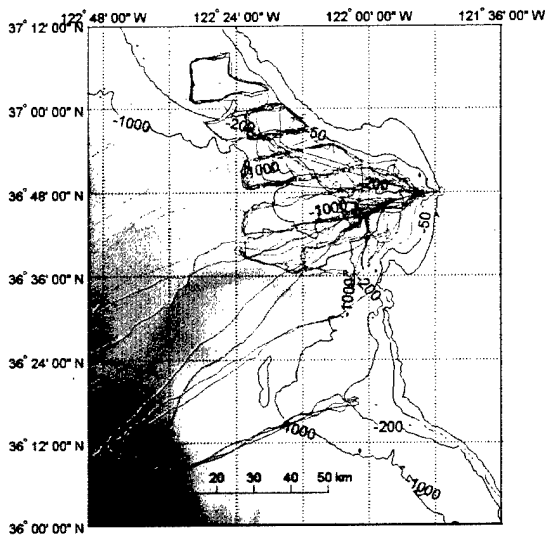 122° 48' 00" W 122° 24' 00" W 122° 00' 00" W 121° 36' 00" W
37° 12' 00" N
37° 00' 00" N
-1000
-200
-50
-1000
36° 48' 00" N
-200
-1000
-50
36° 36' 00" N
-1000
-200
36° 24' 00" N
36° 12' 00" N
-1000
-200
20 30 40 50 km
-1000
36° 00' 00" N